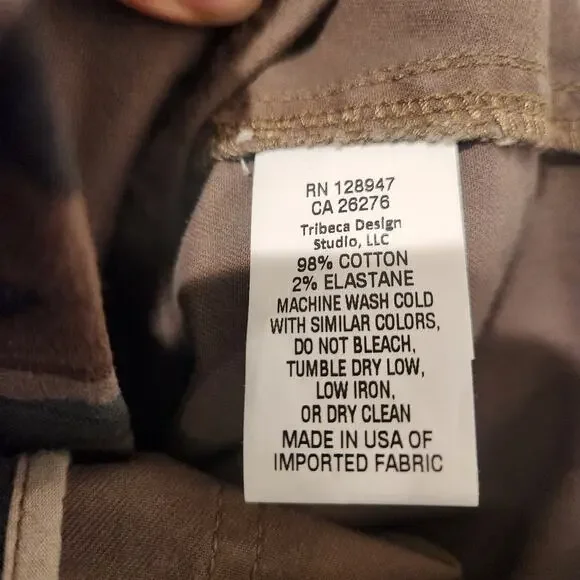 RN 128947
CA 26276
Tribeca Design
Studio, LLC
98% COTTON
2% ELASTANE
MACHINE WASH COLD
WITH SIMILAR COLORS,
DO NOT BLEACH,
TUMBLE DRY LOW,
LOW IRON,
OR DRY CLEAN
MADE IN USA OF
IMPORTED FABRIC